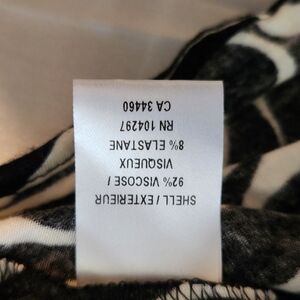 SHELL / EXTERIEUR
92% VISCOSE /
VISQUEUX
8% ELASTANE
RN 104297
CA 34460